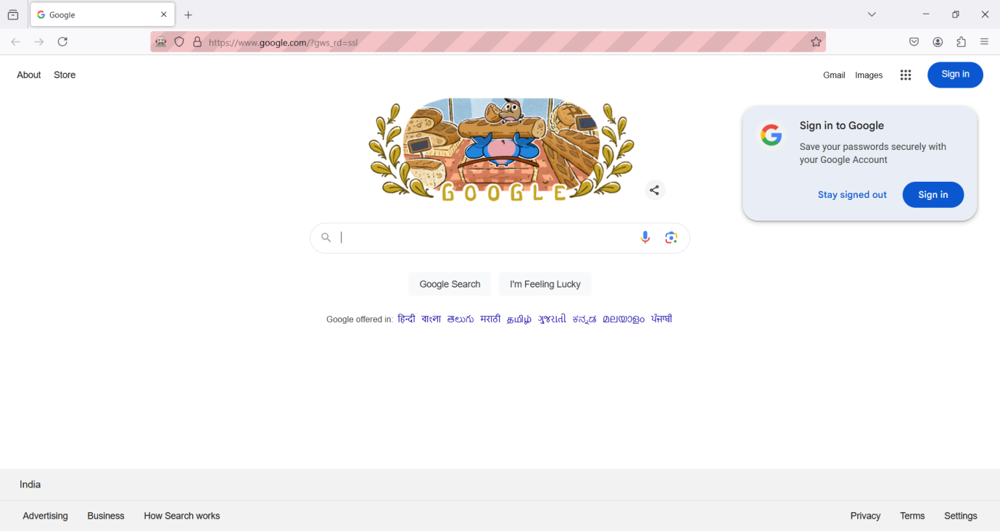 Google
https://www.google.com/?gws_rd=ssl
About Store
Gmail Images Sign in
GOOGLE
Sign in to Google
Save your passwords securely with
your Google Account
Stay signed out Sign in
Google Search I'm Feeling Lucky
Google offered in: हिन्दी বাংলা తెలుగు मराठी தமிழ் ગુજરાતી ಕನ್ನಡ മലയാളം ਪੰਜਾਬੀ
India
Advertising Business How Search works
Privacy Terms Settings